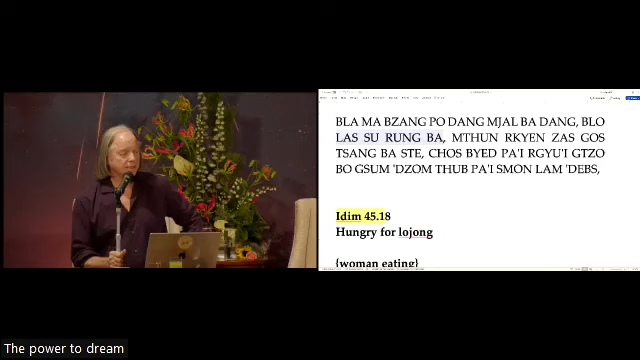 BLA MA BZANG PO DANG MJAL BA DANG, BLO
LAS SU RUNG BA, MTHUN RKYEN ZAS GOS
TSANG BA STE, CHOS BYED PA'I RGYU'I GTZO
BO GSUM 'DZOM THUB PA'I SMON LAM 'DEBS,
Idim 45.18
Hungry for lojong
{woman eating}
The power to dream